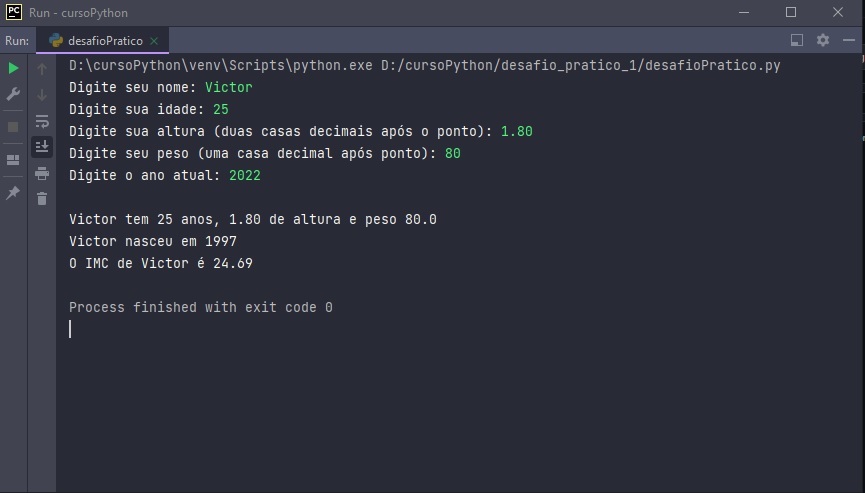 PC
Run - cursoPython
Run:
desafioPratico
D:\cursoPython\venv\Scripts\python.exe D:/cursoPython/desafio_pratico_1/desafioPratico.py
Digite seu nome: Victor
Digite sua idade: 25
Digite sua altura (duas casas decimais após o ponto): 1.80
Digite seu peso (uma casa decimal após ponto): 80
Digite o ano atual: 2022
Victor tem 25 anos, 1.80 de altura e peso 80.0
Victor nasceu em 1997
O IMC de Victor é 24.69
Process finished with exit code 0